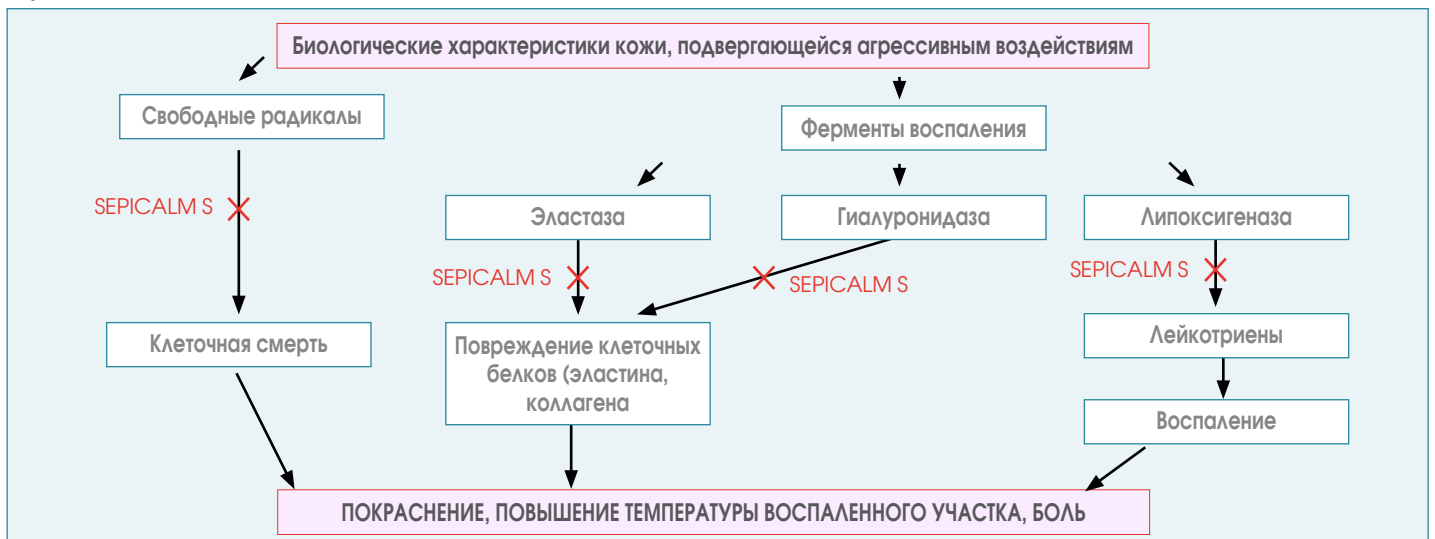 Биологические характеристики кожи, подвергающейся агрессивным воздействиям
Свободные радикалы
Ферменты воспаления
SEPICALM S
Эластаза
Гиалуронидаза
Липоксигеназа
SEPICALM S
SEPICALM S
SEPICALM S
Клеточная смерть
Повреждение клеточных
белков (эластина,
коллагена
Лейкотриены
Воспаление
ПОКРАСНЕНИЕ, ПОВЫШЕНИЕ ТЕМПЕРАТУРЫ ВОСПАЛЕННОГО УЧАСТКА, БОЛЬ